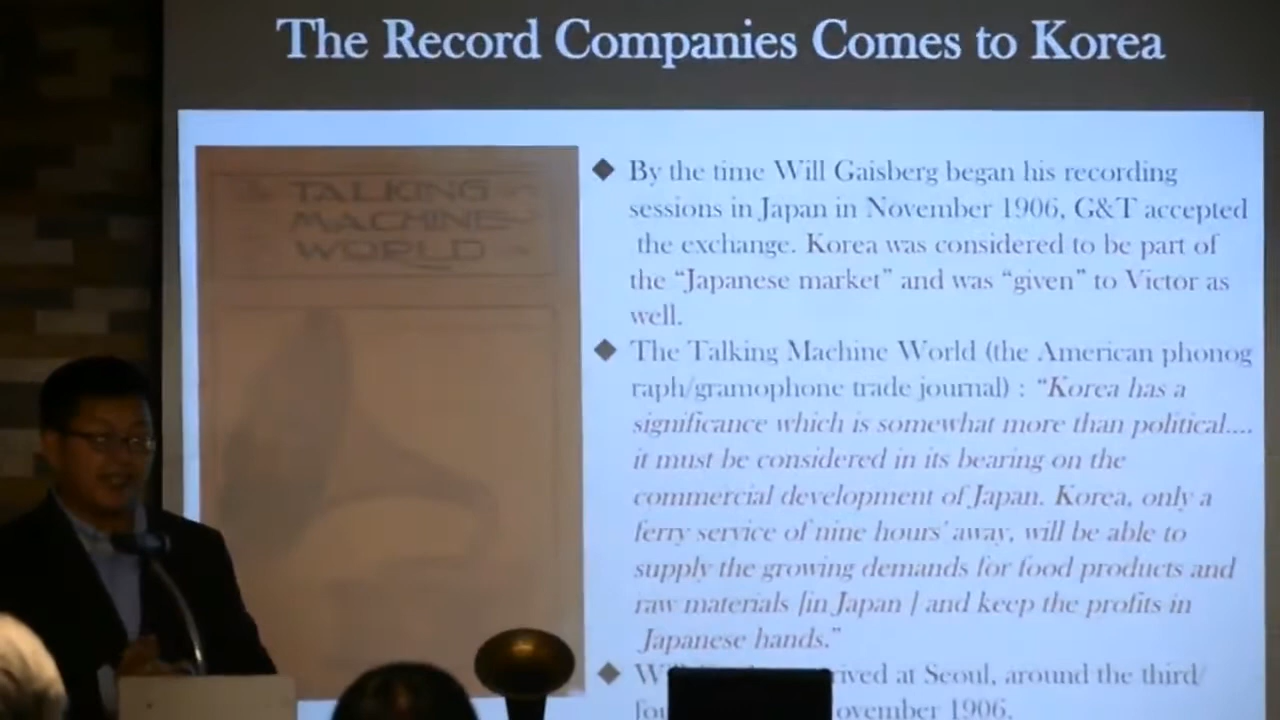 The Record Companies Comes to Korea
TALKING
MACHINE
WORLD
◆ By the time Will Gaisberg began his recording
sessions in Japan in November 1906, G&T accepted
the exchange. Korea was considered to be part of
the “Japanese market” and was “given” to Victor as
well.
◆ The Talking Machine World (the American phonog
raph/gramophone trade journal) : “Korea has a
significance which is somewhat more than political....
it must be considered in its bearing on the
commercial development of Japan. Korea, only a
ferry service of nine hours’ away, will be able to
supply the growing demands for food products and
raw materials [in Japan ] and keep the profits in
Japanese hands.”
◆ at Seoul, around the third/
1906.